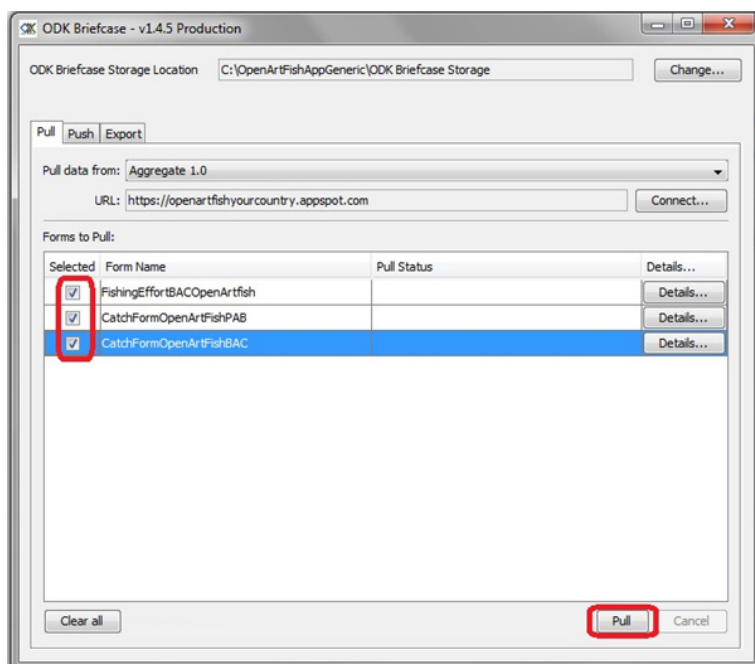 ODK Briefcase - v1.4.5 Production
ODK Briefcase Storage Location C:\OpenArtFishAppGeneric\ODK Briefcase Storage Change...
Pull Push Export
Pull data from: Aggregate 1.0
URL: https://openartfishyourcountry.appspot.com Connect...
Forms to Pull:
Selected Form Name Pull Status Details...
FishingEffortBACOpenArtfish Details...
CatchFormOpenArtFishPAB Details...
CatchFormOpenArtFishBAC Details...
Clear all Pull Cancel